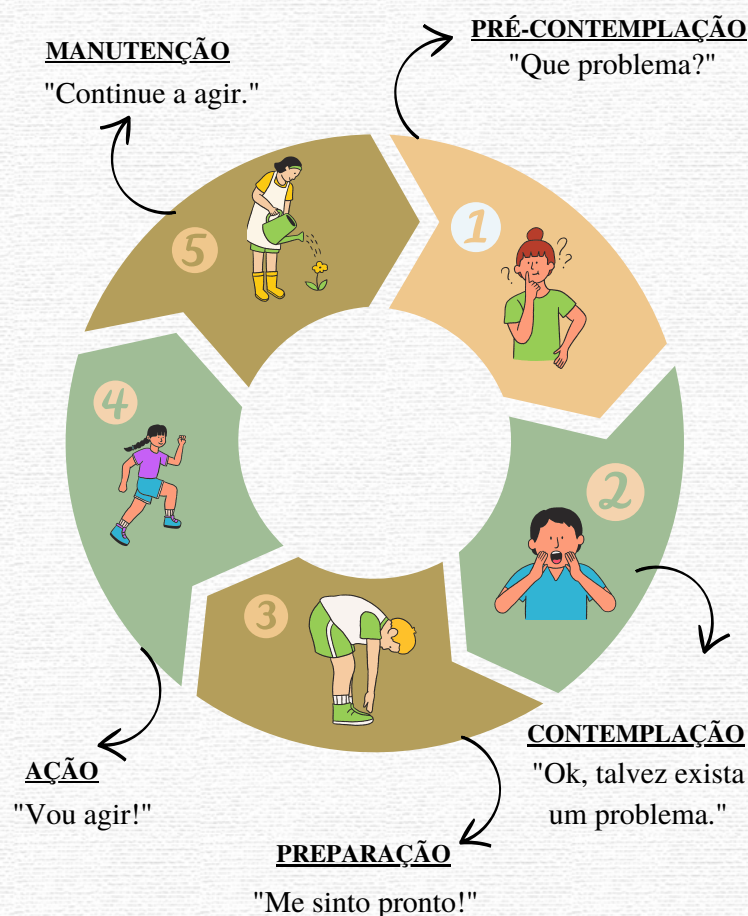 PRÉ-CONTEMPLAÇÃO
"Que problema?"
MANUTENÇÃO
"Continue a agir."
1
? ? ?
5
4
2
3
CONTEMPLAÇÃO
"Ok, talvez exista
um problema."
AÇÃO
"Vou agir!"
PREPARAÇÃO
"Me sinto pronto!"